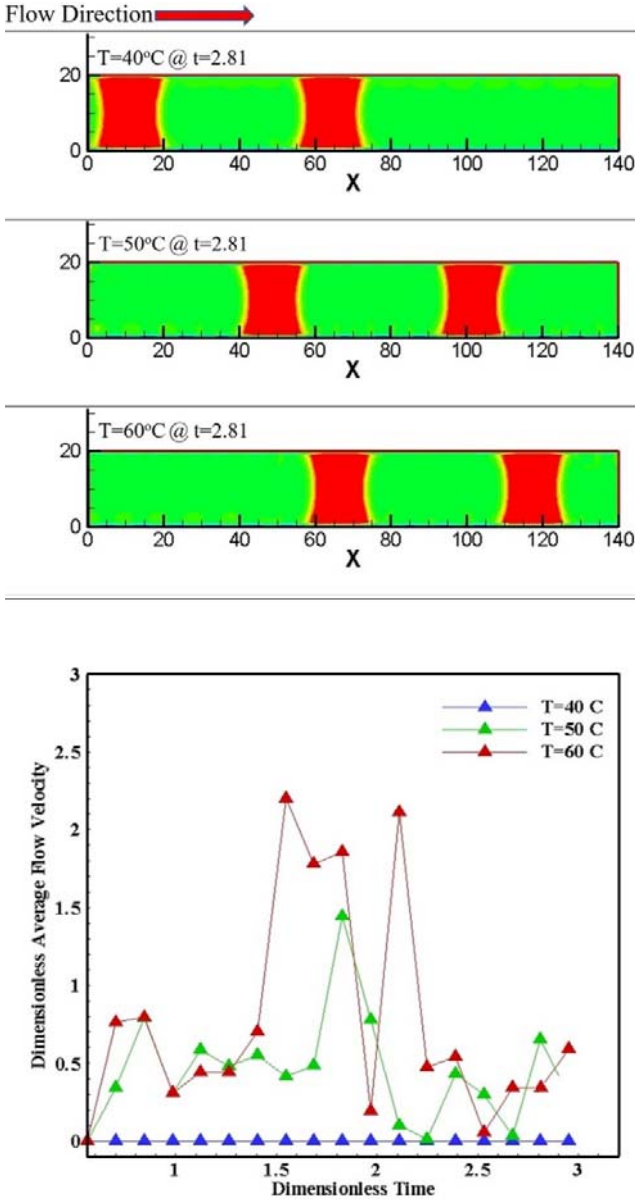 Flow Direction
T=40°C @ t=2.81
20
0
0 20 40 60 80 100 120 140
X
T=50°C @ t=2.81
20
0
0 20 40 60 80 100 120 140
X
T=60°C @ t=2.81
20
0
0 20 40 60 80 100 120 140
X
3
T=40 C
T=50 C
T=60 C
2.5
2
1.5
1
0.5
0
Dimensionless Average Flow Velocity
1 1.5 2 2.5 3
Dimensionless Time